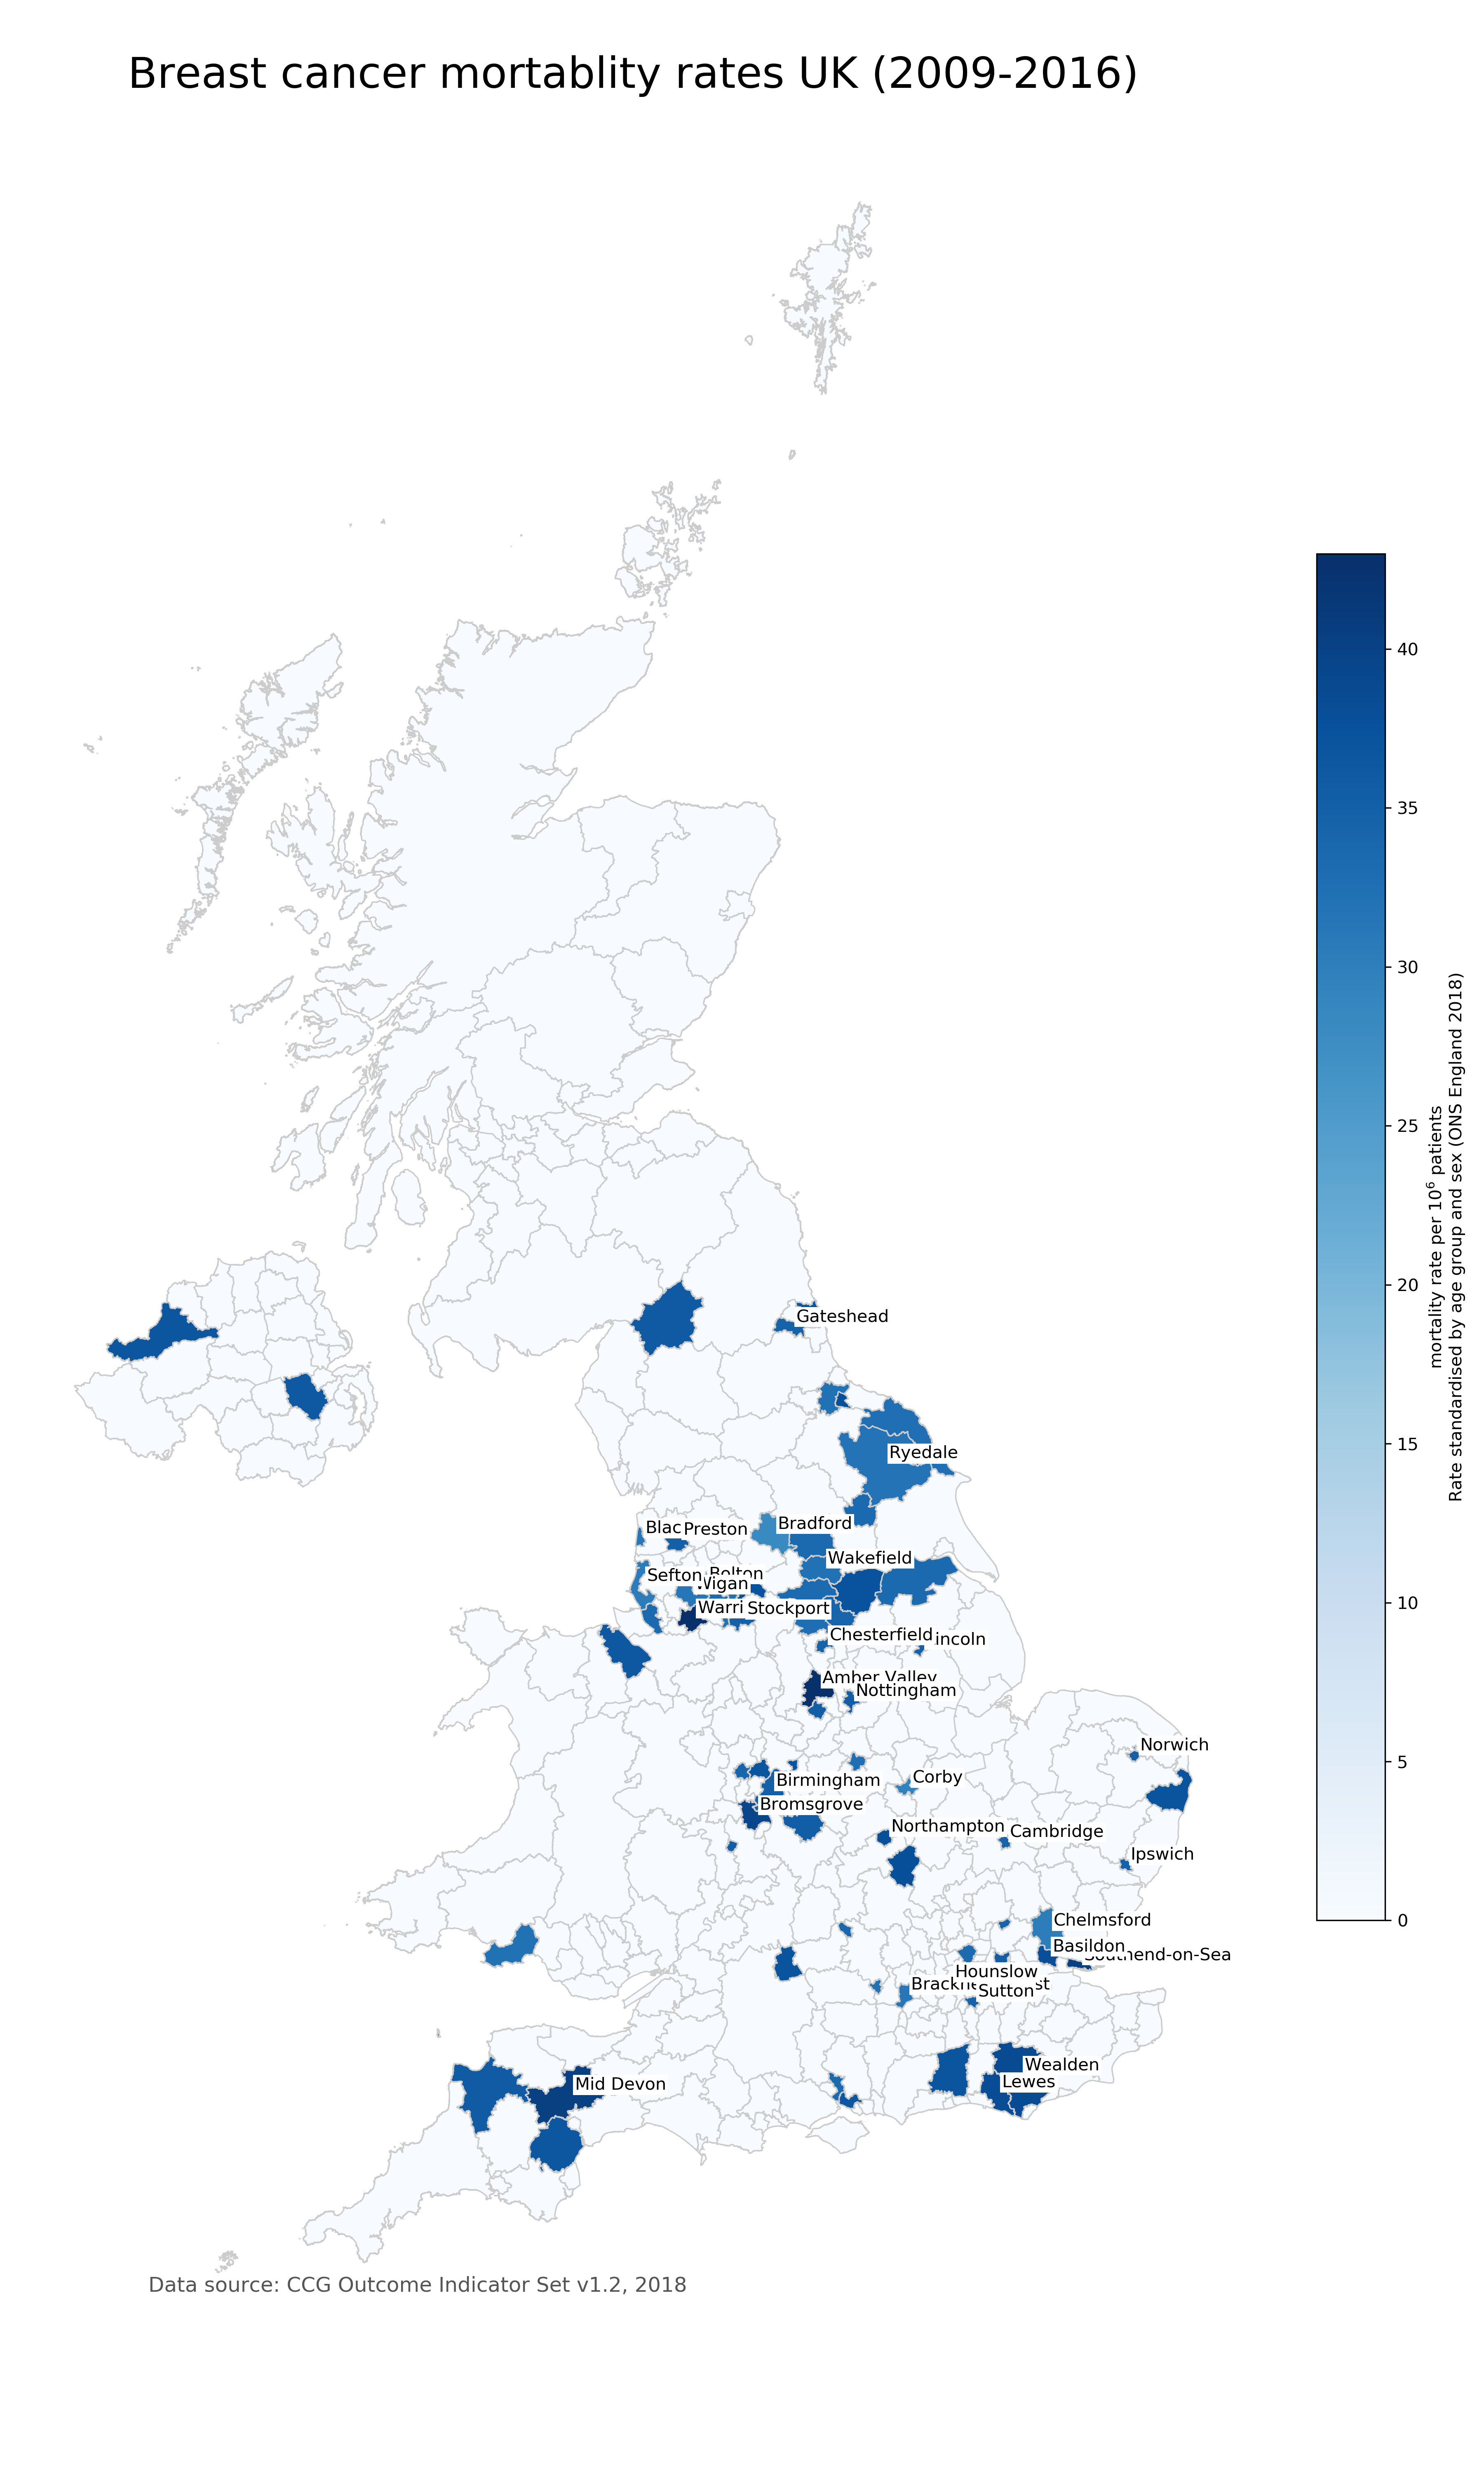 Breast cancer mortablity rates UK (2009-2016)
40
35
30
25
20
15
10
5
0
mortality rate per 10⁶ patients
Rate standardised by age group and sex (ONS England 2018)
Gateshead
Ryedale
Blac
Preston
Bradford
Wakefield
Sefton
Bolton
Wigan
Warri
Stockport
Chesterfield
incoln
Amber Valley
Nottingham
Norwich
Birmingham
Corby
Bromsgrove
Northampton
Cambridge
Ipswich
Chelmsford
Basildon
Southend-on-Sea
Hounslow
Sutton
Wealden
Lewes
Mid Devon
Data source: CCG Outcome Indicator Set v1.2, 2018